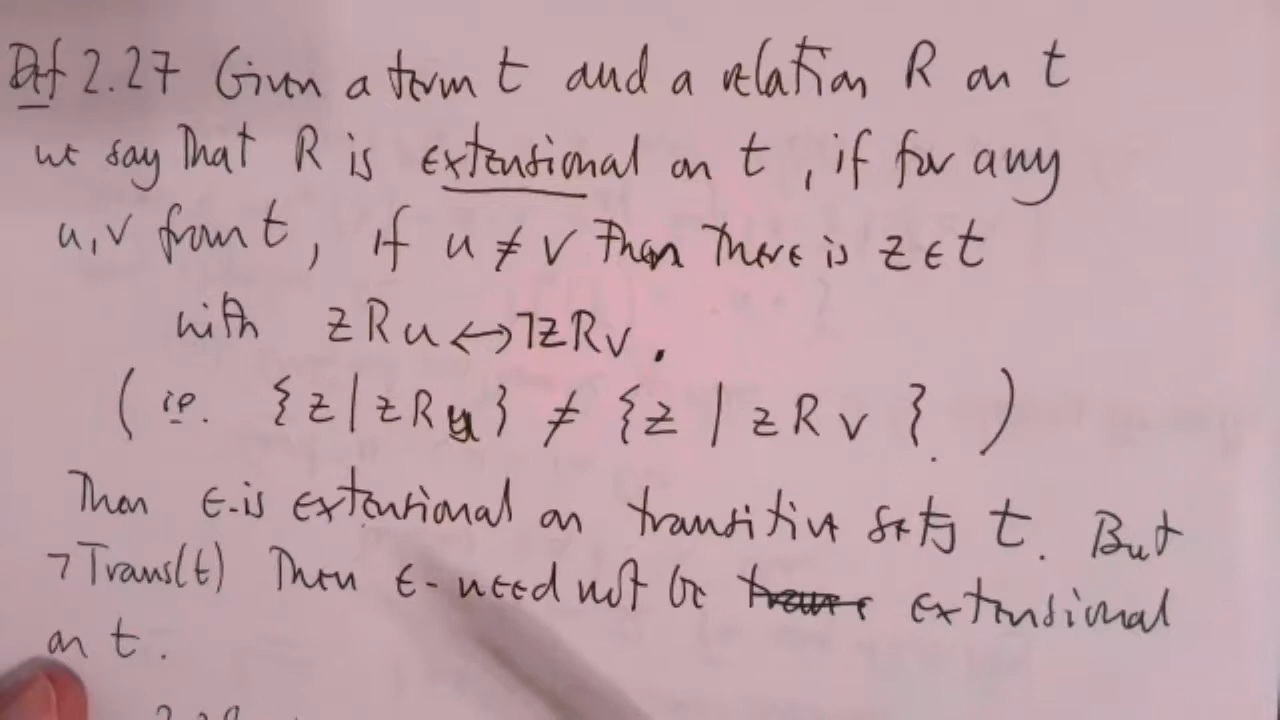 Def 2.27 Given a term t and a relation R on t
we say that R is extensional on t, if for any
u,v from t, if u ≠ v then there is z ∈ t
with zRu ↔ ¬zRv.
(ie. {z | zRu} ≠ {z | zRv}.)
Then ∈-is extensional on transitive sets t. But
¬Trans(t) Then ∈-need not be extensional
on t.